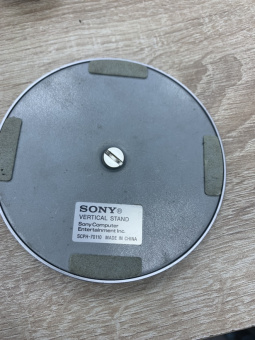 SONY®
VERTICAL STAND
Sony Computer
Entertainment Inc.
SCPH-70110 MADE IN CHINA